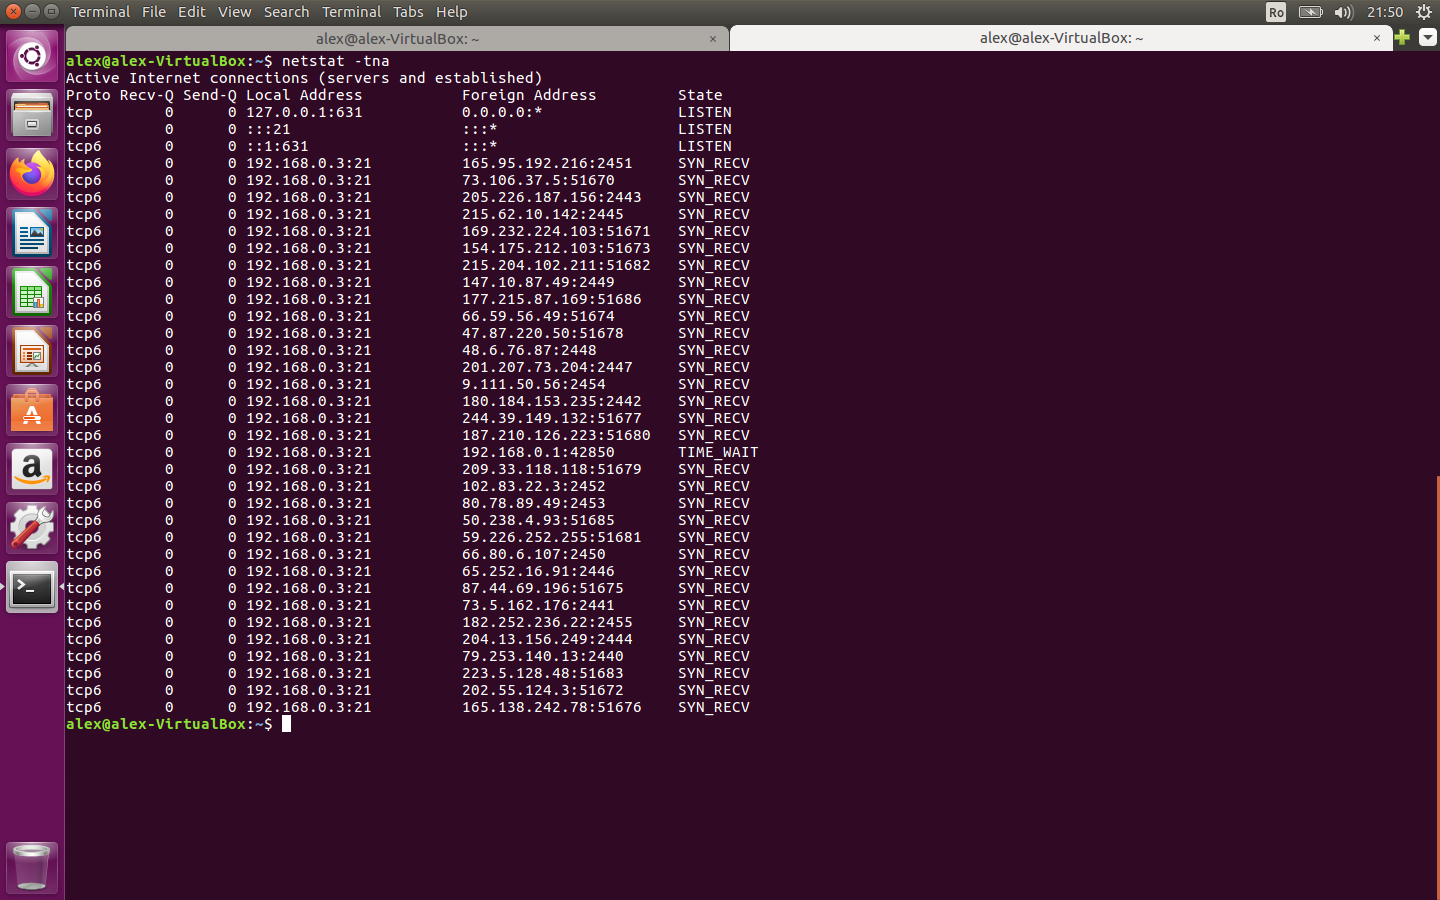 Terminal File Edit View Search Terminal Tabs Help Ro 21:50
alex@alex-VirtualBox: ~ × alex@alex-VirtualBox: ~ ×
alex@alex-VirtualBox:~$ netstat -tna
Active Internet connections (servers and established)
Proto Recv-Q Send-Q Local Address Foreign Address State
tcp 0 0 127.0.0.1:631 0.0.0.0:* LISTEN
tcp6 0 0 :::21 :::* LISTEN
tcp6 0 0 ::1:631 :::* LISTEN
tcp6 0 0 192.168.0.3:21 165.95.192.216:2451 SYN_RECV
tcp6 0 0 192.168.0.3:21 73.106.37.5:51670 SYN_RECV
tcp6 0 0 192.168.0.3:21 205.226.187.156:2443 SYN_RECV
tcp6 0 0 192.168.0.3:21 215.62.10.142:2445 SYN_RECV
tcp6 0 0 192.168.0.3:21 169.232.224.103:51671 SYN_RECV
tcp6 0 0 192.168.0.3:21 154.175.212.103:51673 SYN_RECV
tcp6 0 0 192.168.0.3:21 215.204.102.211:51682 SYN_RECV
tcp6 0 0 192.168.0.3:21 147.10.87.49:2449 SYN_RECV
tcp6 0 0 192.168.0.3:21 177.215.87.169:51686 SYN_RECV
tcp6 0 0 192.168.0.3:21 66.59.56.49:51674 SYN_RECV
tcp6 0 0 192.168.0.3:21 47.87.220.50:51678 SYN_RECV
tcp6 0 0 192.168.0.3:21 48.6.76.87:2448 SYN_RECV
tcp6 0 0 192.168.0.3:21 201.207.73.204:2447 SYN_RECV
tcp6 0 0 192.168.0.3:21 9.111.50.56:2454 SYN_RECV
tcp6 0 0 192.168.0.3:21 180.184.153.235:2442 SYN_RECV
tcp6 0 0 192.168.0.3:21 244.39.149.132:51677 SYN_RECV
tcp6 0 0 192.168.0.3:21 187.210.126.223:51680 SYN_RECV
tcp6 0 0 192.168.0.3:21 192.168.0.1:42850 TIME_WAIT
tcp6 0 0 192.168.0.3:21 209.33.118.118:51679 SYN_RECV
tcp6 0 0 192.168.0.3:21 102.83.22.3:2452 SYN_RECV
tcp6 0 0 192.168.0.3:21 80.78.89.49:2453 SYN_RECV
tcp6 0 0 192.168.0.3:21 50.238.4.93:51685 SYN_RECV
tcp6 0 0 192.168.0.3:21 59.226.252.255:51681 SYN_RECV
tcp6 0 0 192.168.0.3:21 66.80.6.107:2450 SYN_RECV
tcp6 0 0 192.168.0.3:21 65.252.16.91:2446 SYN_RECV
tcp6 0 0 192.168.0.3:21 87.44.69.196:51675 SYN_RECV
tcp6 0 0 192.168.0.3:21 73.5.162.176:2441 SYN_RECV
tcp6 0 0 192.168.0.3:21 182.252.236.22:2455 SYN_RECV
tcp6 0 0 192.168.0.3:21 204.13.156.249:2444 SYN_RECV
tcp6 0 0 192.168.0.3:21 79.253.140.13:2440 SYN_RECV
tcp6 0 0 192.168.0.3:21 223.5.128.48:51683 SYN_RECV
tcp6 0 0 192.168.0.3:21 202.55.124.3:51672 SYN_RECV
tcp6 0 0 192.168.0.3:21 165.138.242.78:51676 SYN_RECV
alex@alex-VirtualBox:~$